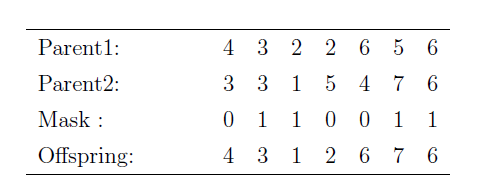 Parent1: 4 3 2 2 6 5 6
Parent2: 3 3 1 5 4 7 6
Mask : 0 1 1 0 0 1 1
Offspring: 4 3 1 2 6 7 6